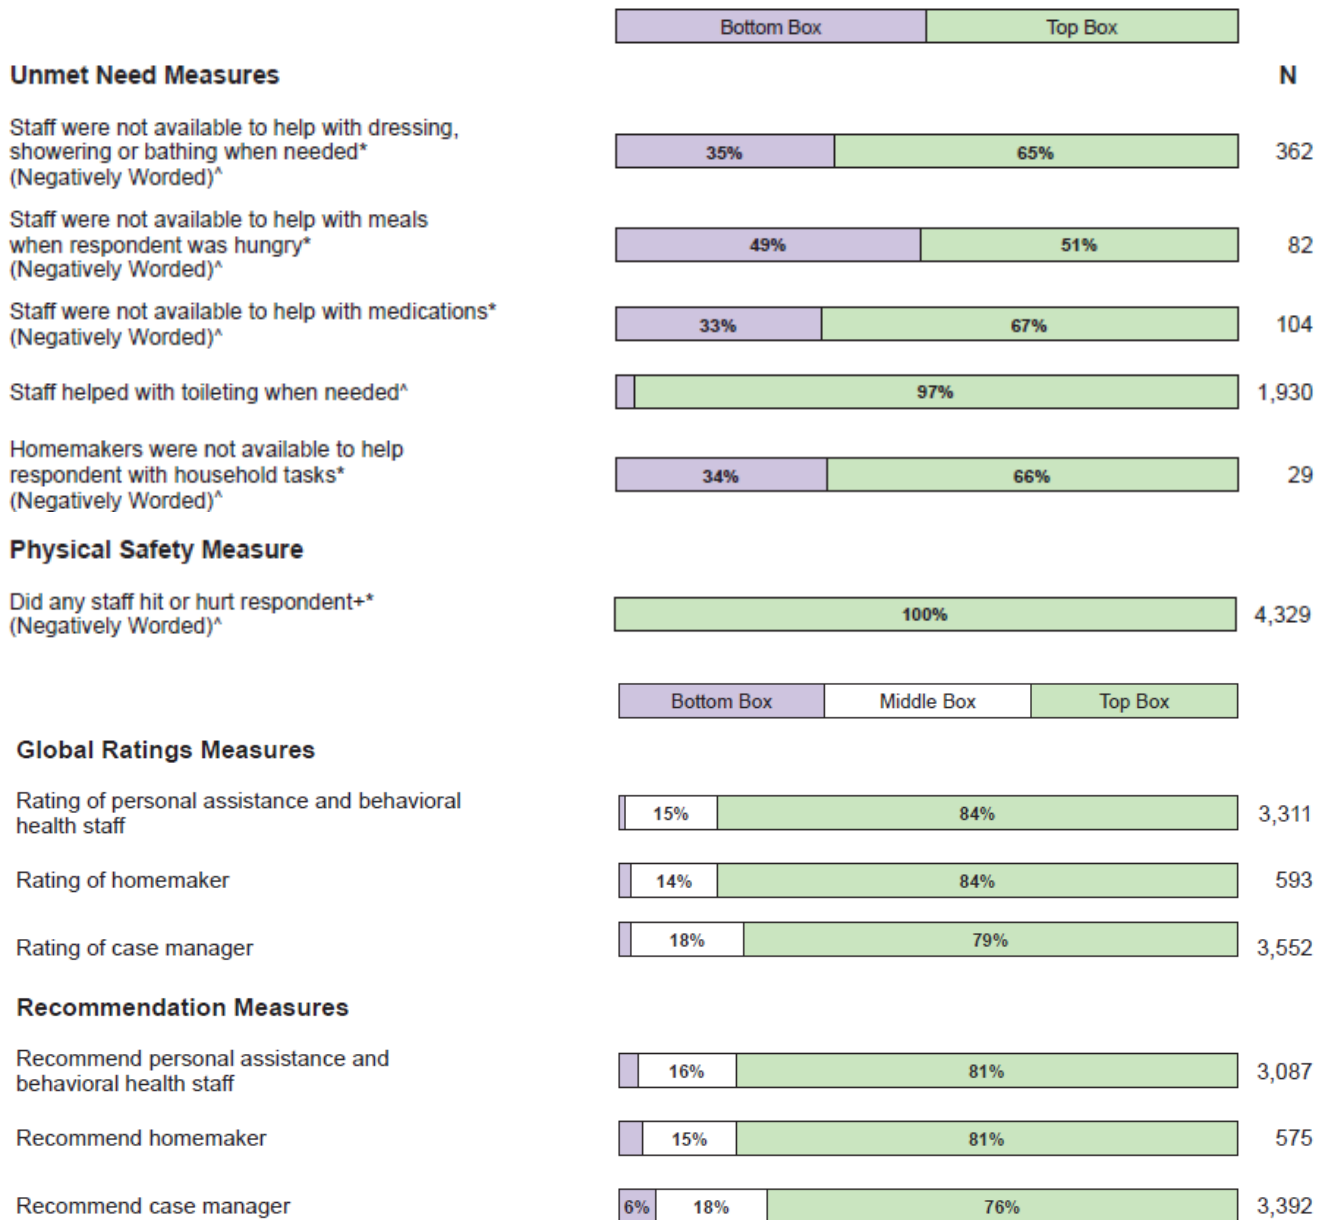 Bottom Box Top Box
Unmet Need Measures N
Staff were not available to help with dressing,
showering or bathing when needed*
(Negatively Worded)^
35% 65% 362
Staff were not available to help with meals
when respondent was hungry*
(Negatively Worded)^
49% 51% 82
Staff were not available to help with medications*
(Negatively Worded)^
33% 67% 104
Staff helped with toileting when needed^ 97% 1,930
Homemakers were not available to help
respondent with household tasks*
(Negatively Worded)^
34% 66% 29
Physical Safety Measure
Did any staff hit or hurt respondent+*
(Negatively Worded)^
100% 4,329
Bottom Box Middle Box Top Box
Global Ratings Measures
Rating of personal assistance and behavioral
health staff
15% 84% 3,311
Rating of homemaker 14% 84% 593
Rating of case manager 18% 79% 3,552
Recommendation Measures
Recommend personal assistance and
behavioral health staff
16% 81% 3,087
Recommend homemaker 15% 81% 575
Recommend case manager 6% 18% 76% 3,392